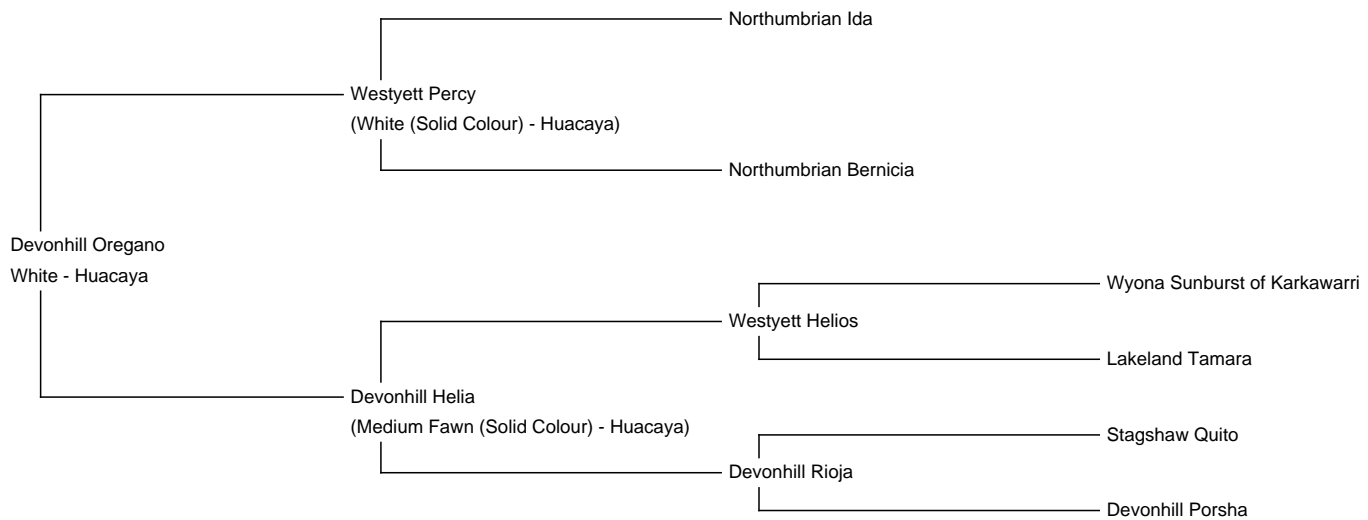 Northumbrian Ida
Westyett Percy
(White (Solid Colour) - Huacaya)
Northumbrian Bernicia
Devonhill Oregano
White - Huacaya
Wyona Sunburst of Karkawarri
Westyett Helios
Lakeland Tamara
Devonhill Helia
(Medium Fawn (Solid Colour) - Huacaya)
Stagshaw Quito
Devonhill Rioja
Devonhill Porsha